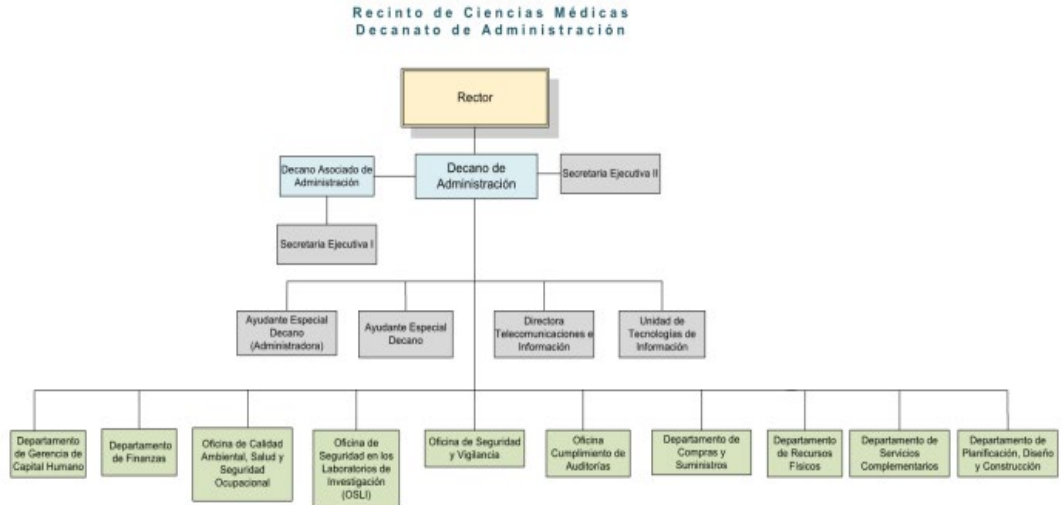 Recinto de Ciencias Médicas
Decanato de Administración
Rector
Decano Asociado de
Administración
Decano de
Administración
Secretaria Ejecutiva II
Secretaria Ejecutiva I
Ayudante Especial
Decano
(Administradora)
Ayudante Especial
Decano
Directora
Telecomunicaciones e
Información
Unidad de
Tecnologías de
Información
Departamento
de Gerencia de
Capital Humano
Departamento
de Finanzas
Oficina de Calidad
Ambiental, Salud y
Seguridad
Ocupacional
Oficina de
Seguridad en los
Laboratorios de
Investigación
(OSLI)
Oficina de Seguridad
y Vigilancia
Oficina
Cumplimiento de
Auditorías
Departamento de
Compras y
Suministros
Departamento
de Recursos
Físicos
Departamento de
Servicios
Complementarios
Departamento de
Planificación, Diseño
y Construcción